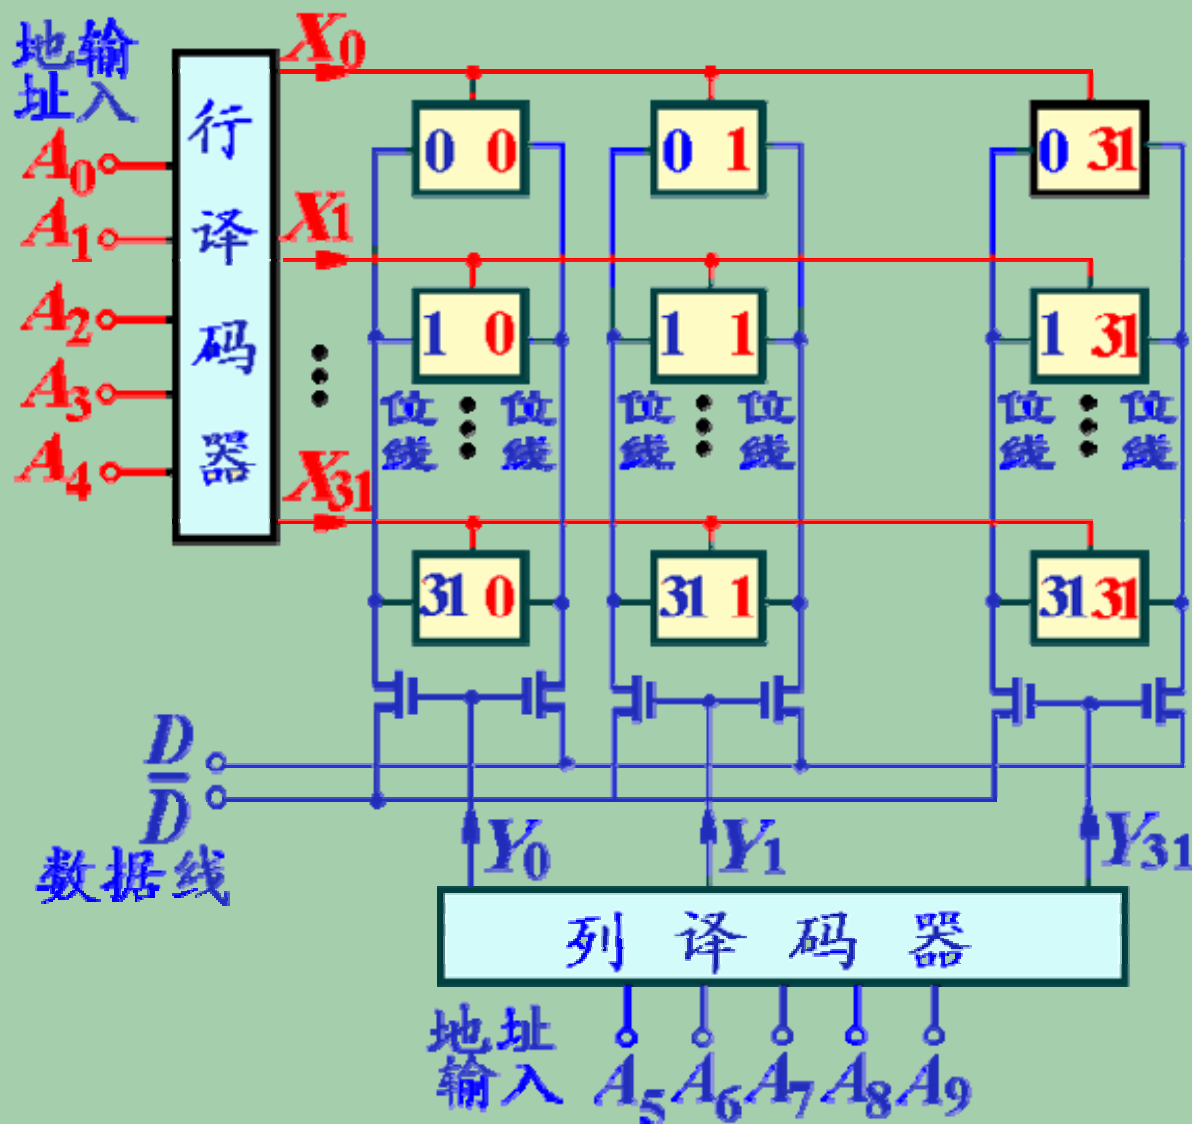 地输
址入
A0
A1
A2
A3
A4
行
译
码
器
X0
0 0
0 1
0 31
X1
1 0
1 1
1 31
位 位 位 位 位 位
线 线 线 线 线 线
X31
31 0
31 1
31 31
D
D̅
数据线
Y0
Y1
Y31
列译码器
地址
输入
A5 A6 A7 A8 A9